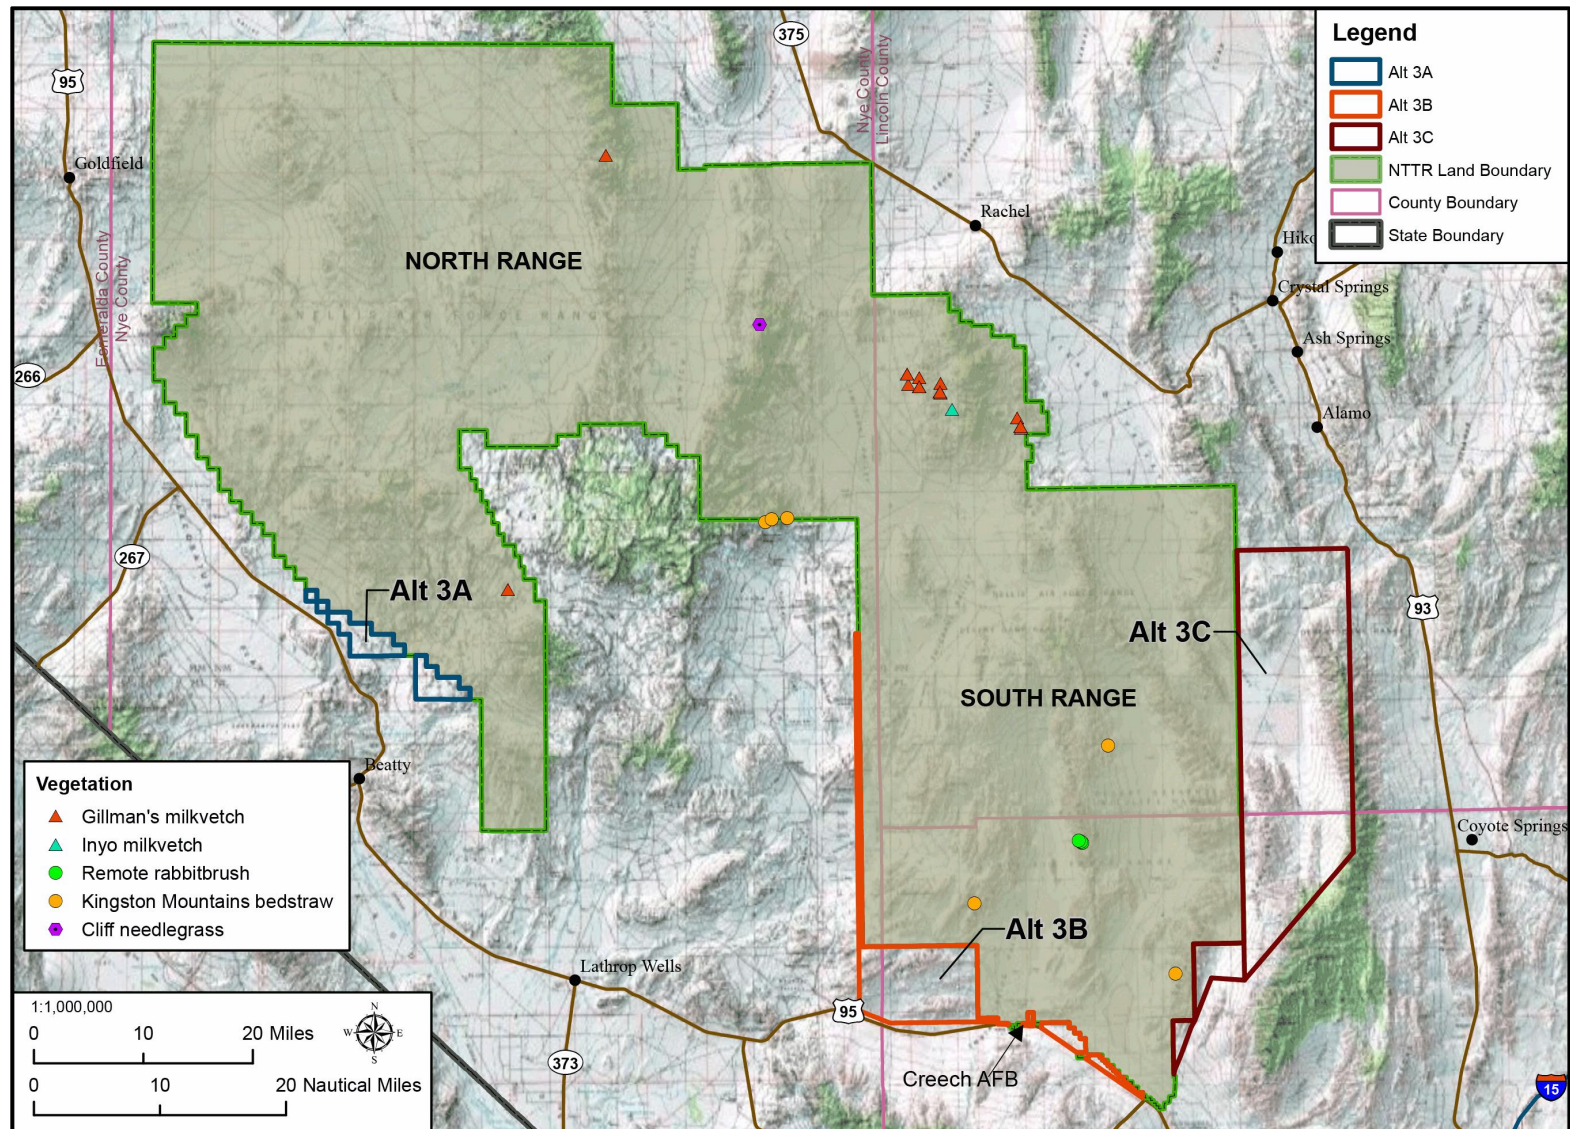 375
Legend
Alt 3A
Alt 3B
Alt 3C
NTTR Land Boundary
County Boundary
State Boundary
95
Goldfield
Nye County
Lincoln County
Rachel
Hiko
Crystal Springs
Ash Springs
Alamo
NORTH RANGE
Esmeralda County
Nye County
266
267
Alt 3A
Alt 3C
93
SOUTH RANGE
Beatty
Coyote Springs
Vegetation
Gillman's milkvetch
Inyo milkvetch
Remote rabbitbrush
Kingston Mountains bedstraw
Cliff needlegrass
Alt 3B
Lathrop Wells
95
Creech AFB
373
15
1:1,000,000
0 10 20 Miles
0 10 20 Nautical Miles
N
W E
S